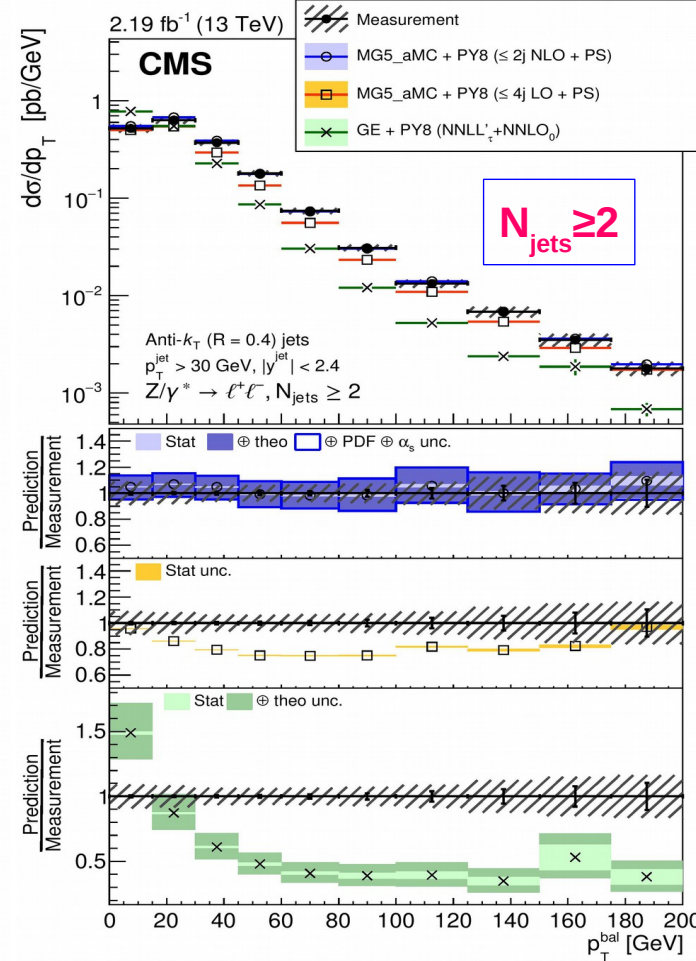 2.19 fb⁻¹ (13 TeV)
CMS
Measurement
MG5_aMC + PY8 (≤ 2j NLO + PS)
MG5_aMC + PY8 (≤ 4j LO + PS)
GE + PY8 (NNLL'τ+NNLO₀)
dσ/dp_T [pb/GeV]
1
10⁻¹
10⁻²
10⁻³
N_jets≥2
Anti-k_T (R = 0.4) jets
p_T^jet > 30 GeV, |y^jet| < 2.4
Z/γ* → ℓ⁺ℓ⁻, N_jets ≥ 2
Prediction
Measurement
1.4
1.2
1
0.8
0.6
Stat ⊕ theo ⊕ PDF ⊕ α_s unc.
Prediction
Measurement
1.4
1.2
1
0.8
0.6
Stat unc.
Prediction
Measurement
1.5
1
0.5
Stat ⊕ theo unc.
0 20 40 60 80 100 120 140 160 180 200
p_T^bal [GeV]